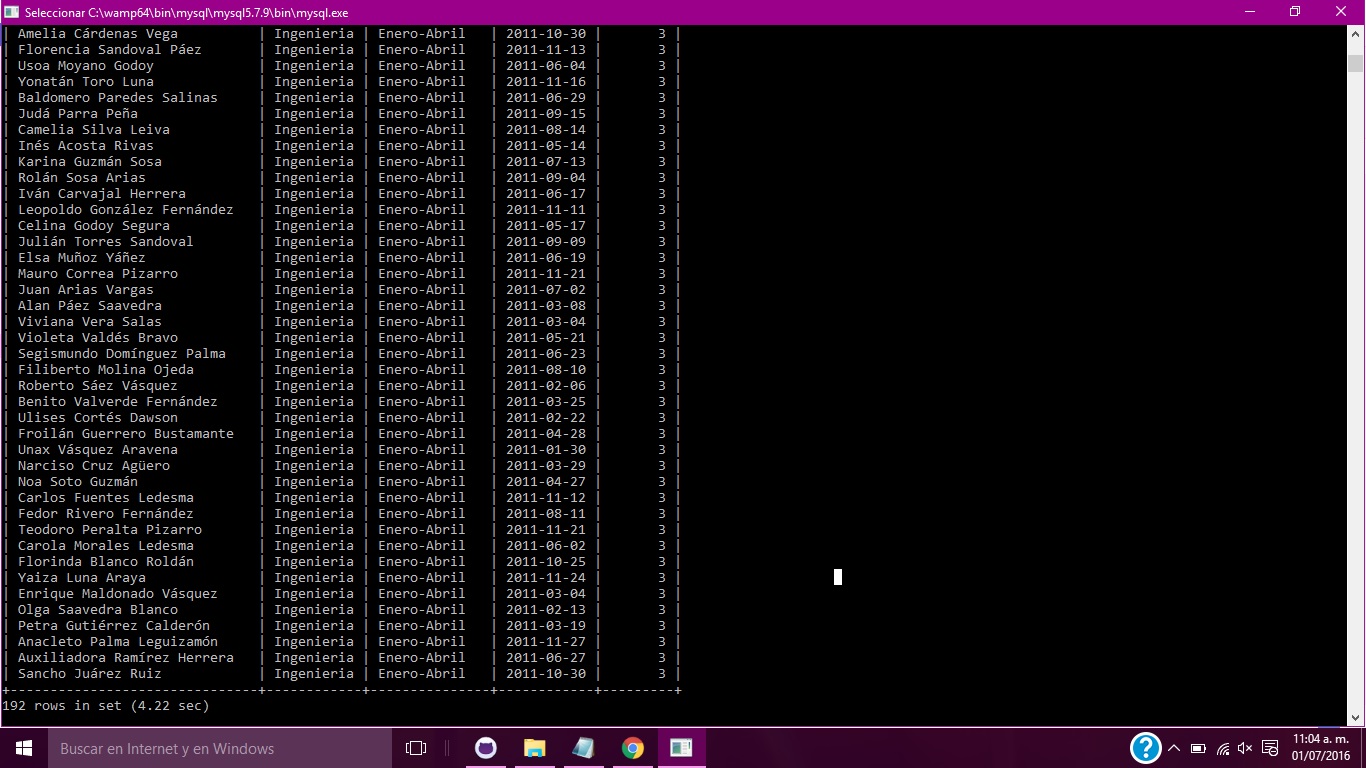 Seleccionar C:\wamp64\bin\mysql\mysql5.7.9\bin\mysql.exe
| Amelia Cárdenas Vega | Ingenieria | Enero-Abril | 2011-10-30 | 3 |
| Florencia Sandoval Páez | Ingenieria | Enero-Abril | 2011-11-13 | 3 |
| Usoa Moyano Godoy | Ingenieria | Enero-Abril | 2011-06-04 | 3 |
| Yonatán Toro Luna | Ingenieria | Enero-Abril | 2011-11-16 | 3 |
| Baldomero Paredes Salinas | Ingenieria | Enero-Abril | 2011-06-29 | 3 |
| Judá Parra Peña | Ingenieria | Enero-Abril | 2011-09-15 | 3 |
| Camelia Silva Leiva | Ingenieria | Enero-Abril | 2011-08-14 | 3 |
| Inés Acosta Rivas | Ingenieria | Enero-Abril | 2011-05-14 | 3 |
| Karina Guzmán Sosa | Ingenieria | Enero-Abril | 2011-07-13 | 3 |
| Rolán Sosa Arias | Ingenieria | Enero-Abril | 2011-09-04 | 3 |
| Iván Carvajal Herrera | Ingenieria | Enero-Abril | 2011-06-17 | 3 |
| Leopoldo González Fernández | Ingenieria | Enero-Abril | 2011-11-11 | 3 |
| Celina Godoy Segura | Ingenieria | Enero-Abril | 2011-05-17 | 3 |
| Julián Torres Sandoval | Ingenieria | Enero-Abril | 2011-09-09 | 3 |
| Elsa Muñoz Yáñez | Ingenieria | Enero-Abril | 2011-06-19 | 3 |
| Mauro Correa Pizarro | Ingenieria | Enero-Abril | 2011-11-21 | 3 |
| Juan Arias Vargas | Ingenieria | Enero-Abril | 2011-07-02 | 3 |
| Alan Páez Saavedra | Ingenieria | Enero-Abril | 2011-03-08 | 3 |
| Viviana Vera Salas | Ingenieria | Enero-Abril | 2011-03-04 | 3 |
| Violeta Valdés Bravo | Ingenieria | Enero-Abril | 2011-05-21 | 3 |
| Segismundo Domínguez Palma | Ingenieria | Enero-Abril | 2011-06-23 | 3 |
| Filiberto Molina Ojeda | Ingenieria | Enero-Abril | 2011-08-10 | 3 |
| Roberto Sáez Vásquez | Ingenieria | Enero-Abril | 2011-02-06 | 3 |
| Benito Valverde Fernández | Ingenieria | Enero-Abril | 2011-03-25 | 3 |
| Ulises Cortés Dawson | Ingenieria | Enero-Abril | 2011-02-22 | 3 |
| Froilán Guerrero Bustamante | Ingenieria | Enero-Abril | 2011-04-28 | 3 |
| Unax Vásquez Aravena | Ingenieria | Enero-Abril | 2011-01-30 | 3 |
| Narciso Cruz Agüero | Ingenieria | Enero-Abril | 2011-03-29 | 3 |
| Noa Soto Guzmán | Ingenieria | Enero-Abril | 2011-04-27 | 3 |
| Carlos Fuentes Ledesma | Ingenieria | Enero-Abril | 2011-11-12 | 3 |
| Fedor Rivero Fernández | Ingenieria | Enero-Abril | 2011-08-11 | 3 |
| Teodoro Peralta Pizarro | Ingenieria | Enero-Abril | 2011-11-21 | 3 |
| Carola Morales Ledesma | Ingenieria | Enero-Abril | 2011-06-02 | 3 |
| Florinda Blanco Roldán | Ingenieria | Enero-Abril | 2011-10-25 | 3 |
| Yaiza Luna Araya | Ingenieria | Enero-Abril | 2011-11-24 | 3 |
| Enrique Maldonado Vásquez | Ingenieria | Enero-Abril | 2011-03-04 | 3 |
| Olga Saavedra Blanco | Ingenieria | Enero-Abril | 2011-02-13 | 3 |
| Petra Gutiérrez Calderón | Ingenieria | Enero-Abril | 2011-03-19 | 3 |
| Anacleto Palma Leguizamón | Ingenieria | Enero-Abril | 2011-11-27 | 3 |
| Auxiliadora Ramírez Herrera | Ingenieria | Enero-Abril | 2011-06-27 | 3 |
| Sancho Juárez Ruiz | Ingenieria | Enero-Abril | 2011-10-30 | 3 |
+-------------------------------+------------+---------------+------------+---------+
192 rows in set (4.22 sec)
Buscar en Internet y en Windows
11:04 a. m.
01/07/2016